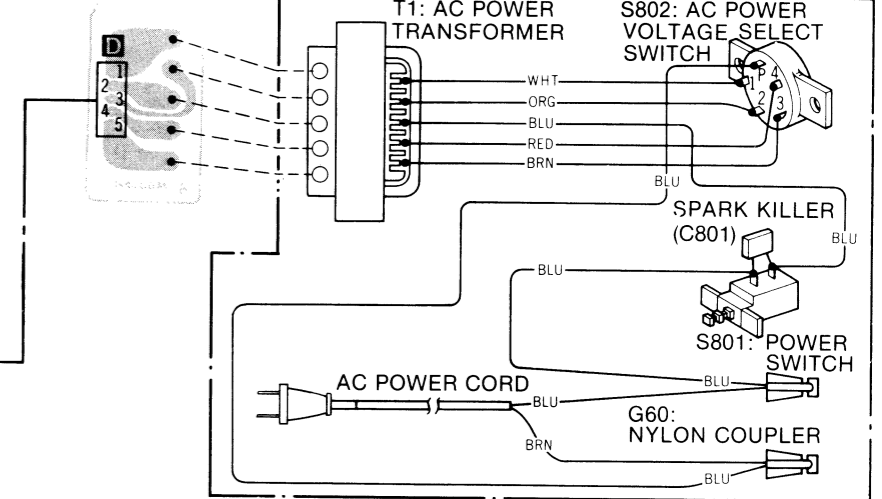 T1: AC POWER
TRANSFORMER
S802: AC POWER
VOLTAGE SELECT
SWITCH
D
1
2
3
4
5
P 4
1
2 3
WHT
ORG
BLU
RED
BRN
BLU
SPARK KILLER
(C801)
BLU
BLU
S801: POWER
SWITCH
AC POWER CORD
BLU
BLU
G60:
NYLON COUPLER
BRN
BLU